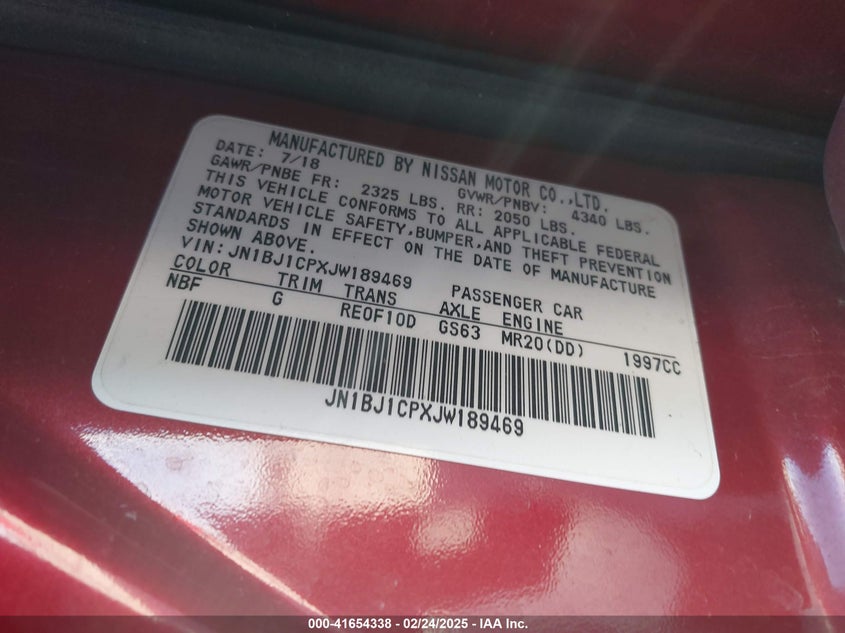 MANUFACTURED BY NISSAN MOTOR CO.,LTD.
DATE: 7/18 GVWR/PNBV: 4340 LBS.
GAWR/PNBE FR: 2325 LBS. RR: 2050 LBS.
THIS VEHICLE CONFORMS TO ALL APPLICABLE FEDERAL
MOTOR VEHICLE SAFETY,BUMPER,AND THEFT PREVENTION
STANDARDS IN EFFECT ON THE DATE OF MANUFACTURE
SHOWN ABOVE.
VIN: JN1BJ1CPXJW189469 PASSENGER CAR
COLOR TRIM TRANS AXLE ENGINE
NBF G RE0F10D GS63 MR20(DD) 1997CC
JN1BJ1CPXJW189469
000-41654338 - 02/24/2025 - IAA Inc.